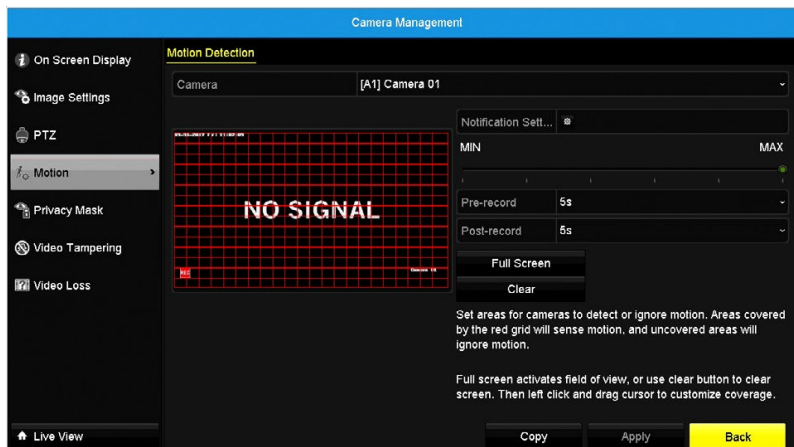 Camera Management
On Screen Display
Image Settings
PTZ
Motion
Privacy Mask
Video Tampering
Video Loss
Live View
Motion Detection
Camera
[A1] Camera 01
NO SIGNAL
REC
Camera 01
Notification Sett...
MIN MAX
Pre-record 5s
Post-record 5s
Full Screen
Clear
Set areas for cameras to detect or ignore motion. Areas covered
by the red grid will sense motion, and uncovered areas will
ignore motion.
Full screen activates field of view, or use clear button to clear
screen. Then left click and drag cursor to customize coverage.
Copy Apply Back